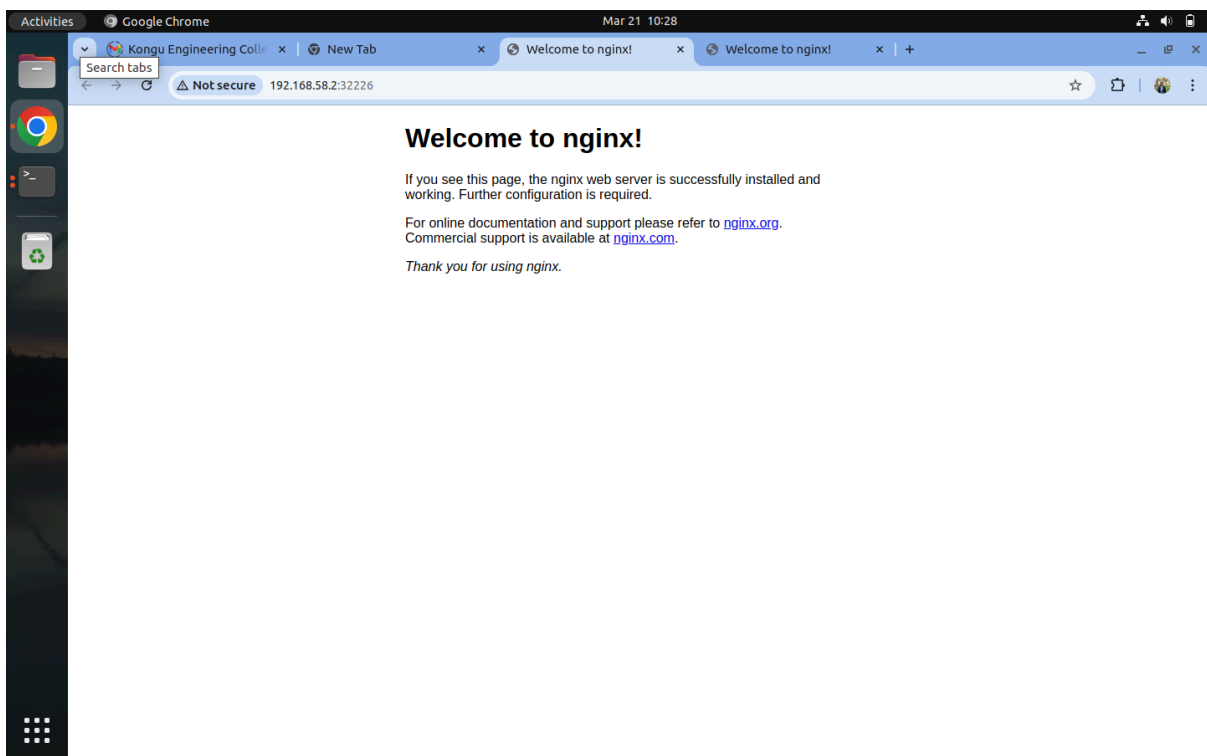 Activities
Google Chrome
Mar 21 10:28
Kongu Engineering Colle
New Tab
Welcome to nginx!
Welcome to nginx!
Search tabs
Not secure
192.168.58.2:32226
Welcome to nginx!
If you see this page, the nginx web server is successfully installed and
working. Further configuration is required.
For online documentation and support please refer to nginx.org.
Commercial support is available at nginx.com.
Thank you for using nginx.